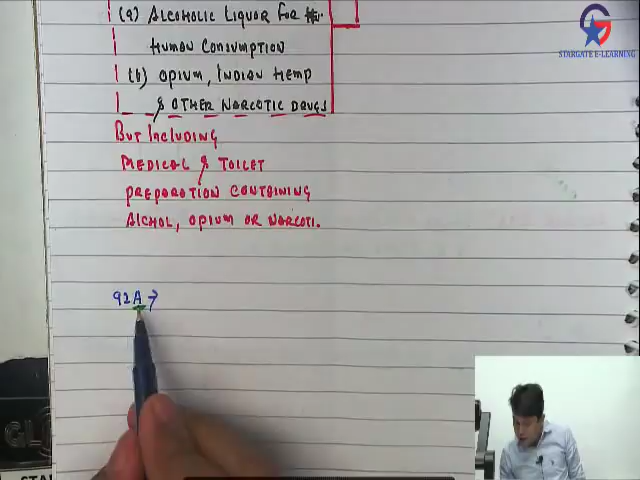 (a) ALCOHOLIC LIQUOR FOR
HUMAN CONSUMPTION
(b) OPIUM, INDIAN HEMP
& OTHER NARCOTIC DRUGS
BUT INCLUDING
MEDICAL & TOILET
PREPARATION CONTAINING
ALCHOL, OPIUM OR NARCOTI.
92A →
STARGATE E-LEARNING